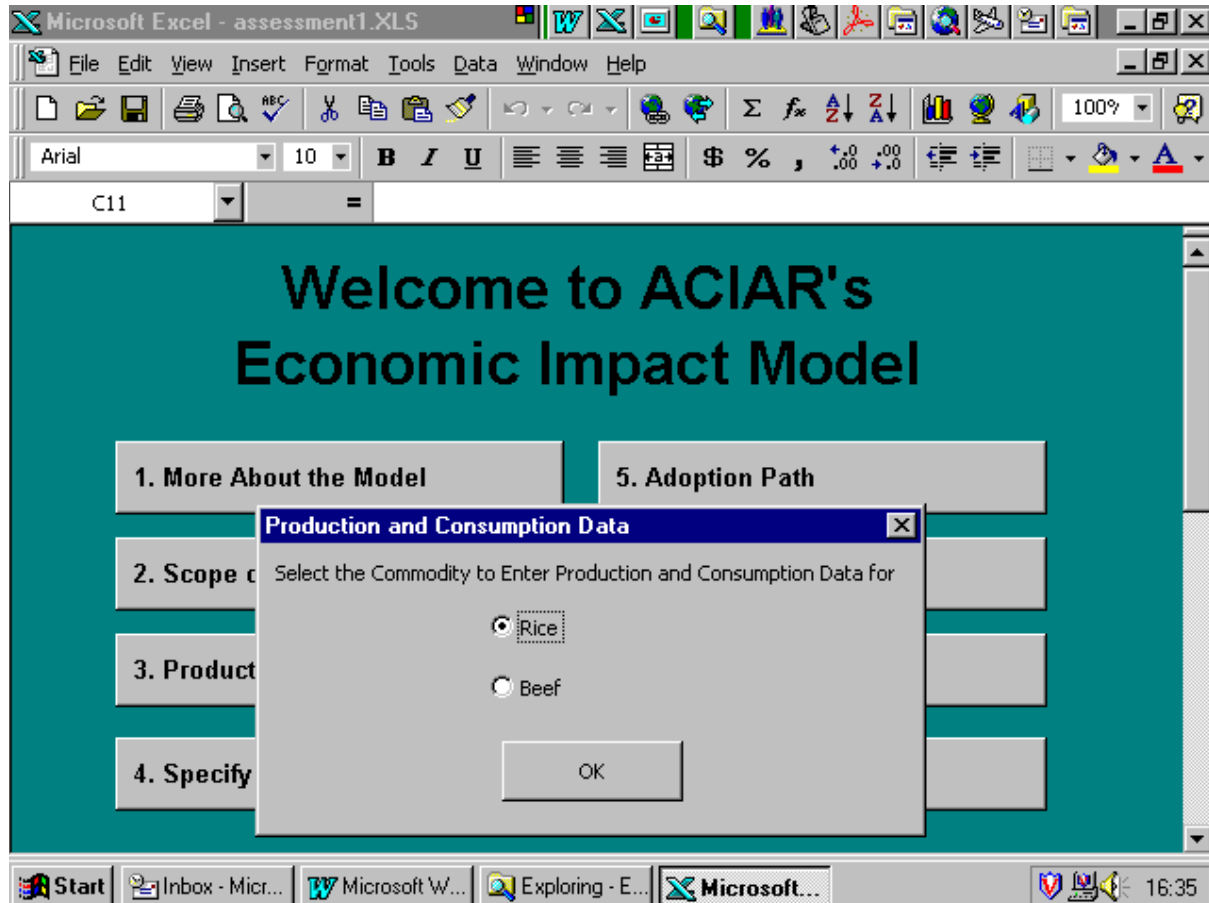 Microsoft Excel - assessment1.XLS
File Edit View Insert Format Tools Data Window Help
100%
Arial 10 B I U $ % ,
C11 =
Welcome to ACIAR's
Economic Impact Model
1. More About the Model 5. Adoption Path
Production and Consumption Data
2. Scope Select the Commodity to Enter Production and Consumption Data for
Rice
3. Product
Beef
4. Specify OK
Start Inbox - Micr... Microsoft W... Exploring - E... Microsoft... 16:35